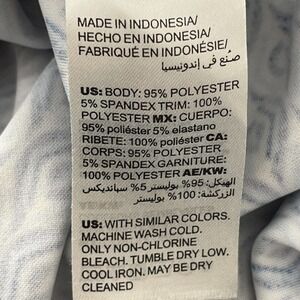 MADE IN INDONESIA/
HECHO EN INDONESIA/
FABRIQUÉ EN INDONÉSIE/
صُنع في إندونيسيا
US: BODY: 95% POLYESTER
5% SPANDEX TRIM: 100%
POLYESTER MX: CUERPO:
95% poliéster 5% elastano
RIBETE: 100% poliéster CA:
CORPS: 95% POLYESTER
5% SPANDEX GARNITURE:
100% POLYESTER AE/KW:
الهيكل: 95% بوليستر 5% سبانديكس
الزركشة: 100% بوليستر
US: WITH SIMILAR COLORS.
MACHINE WASH COLD.
ONLY NON-CHLORINE
BLEACH. TUMBLE DRY LOW.
COOL IRON. MAY BE DRY
CLEANED